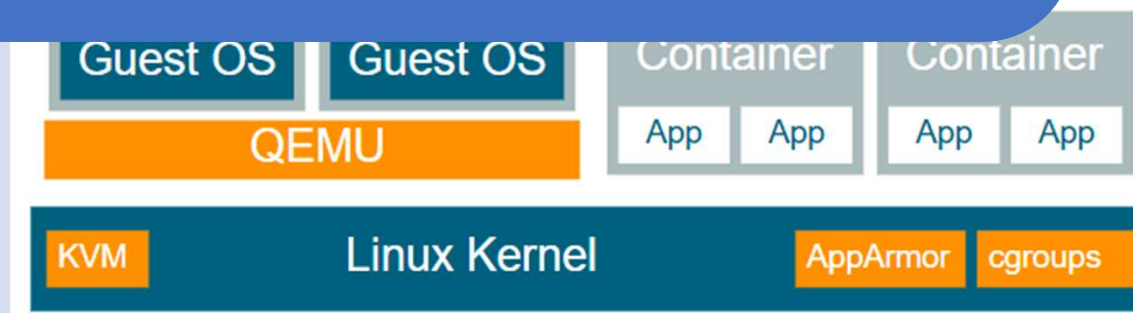 Guest OS Guest OS Container Container
QEMU App App App App
KVM Linux Kernel AppArmor cgroups